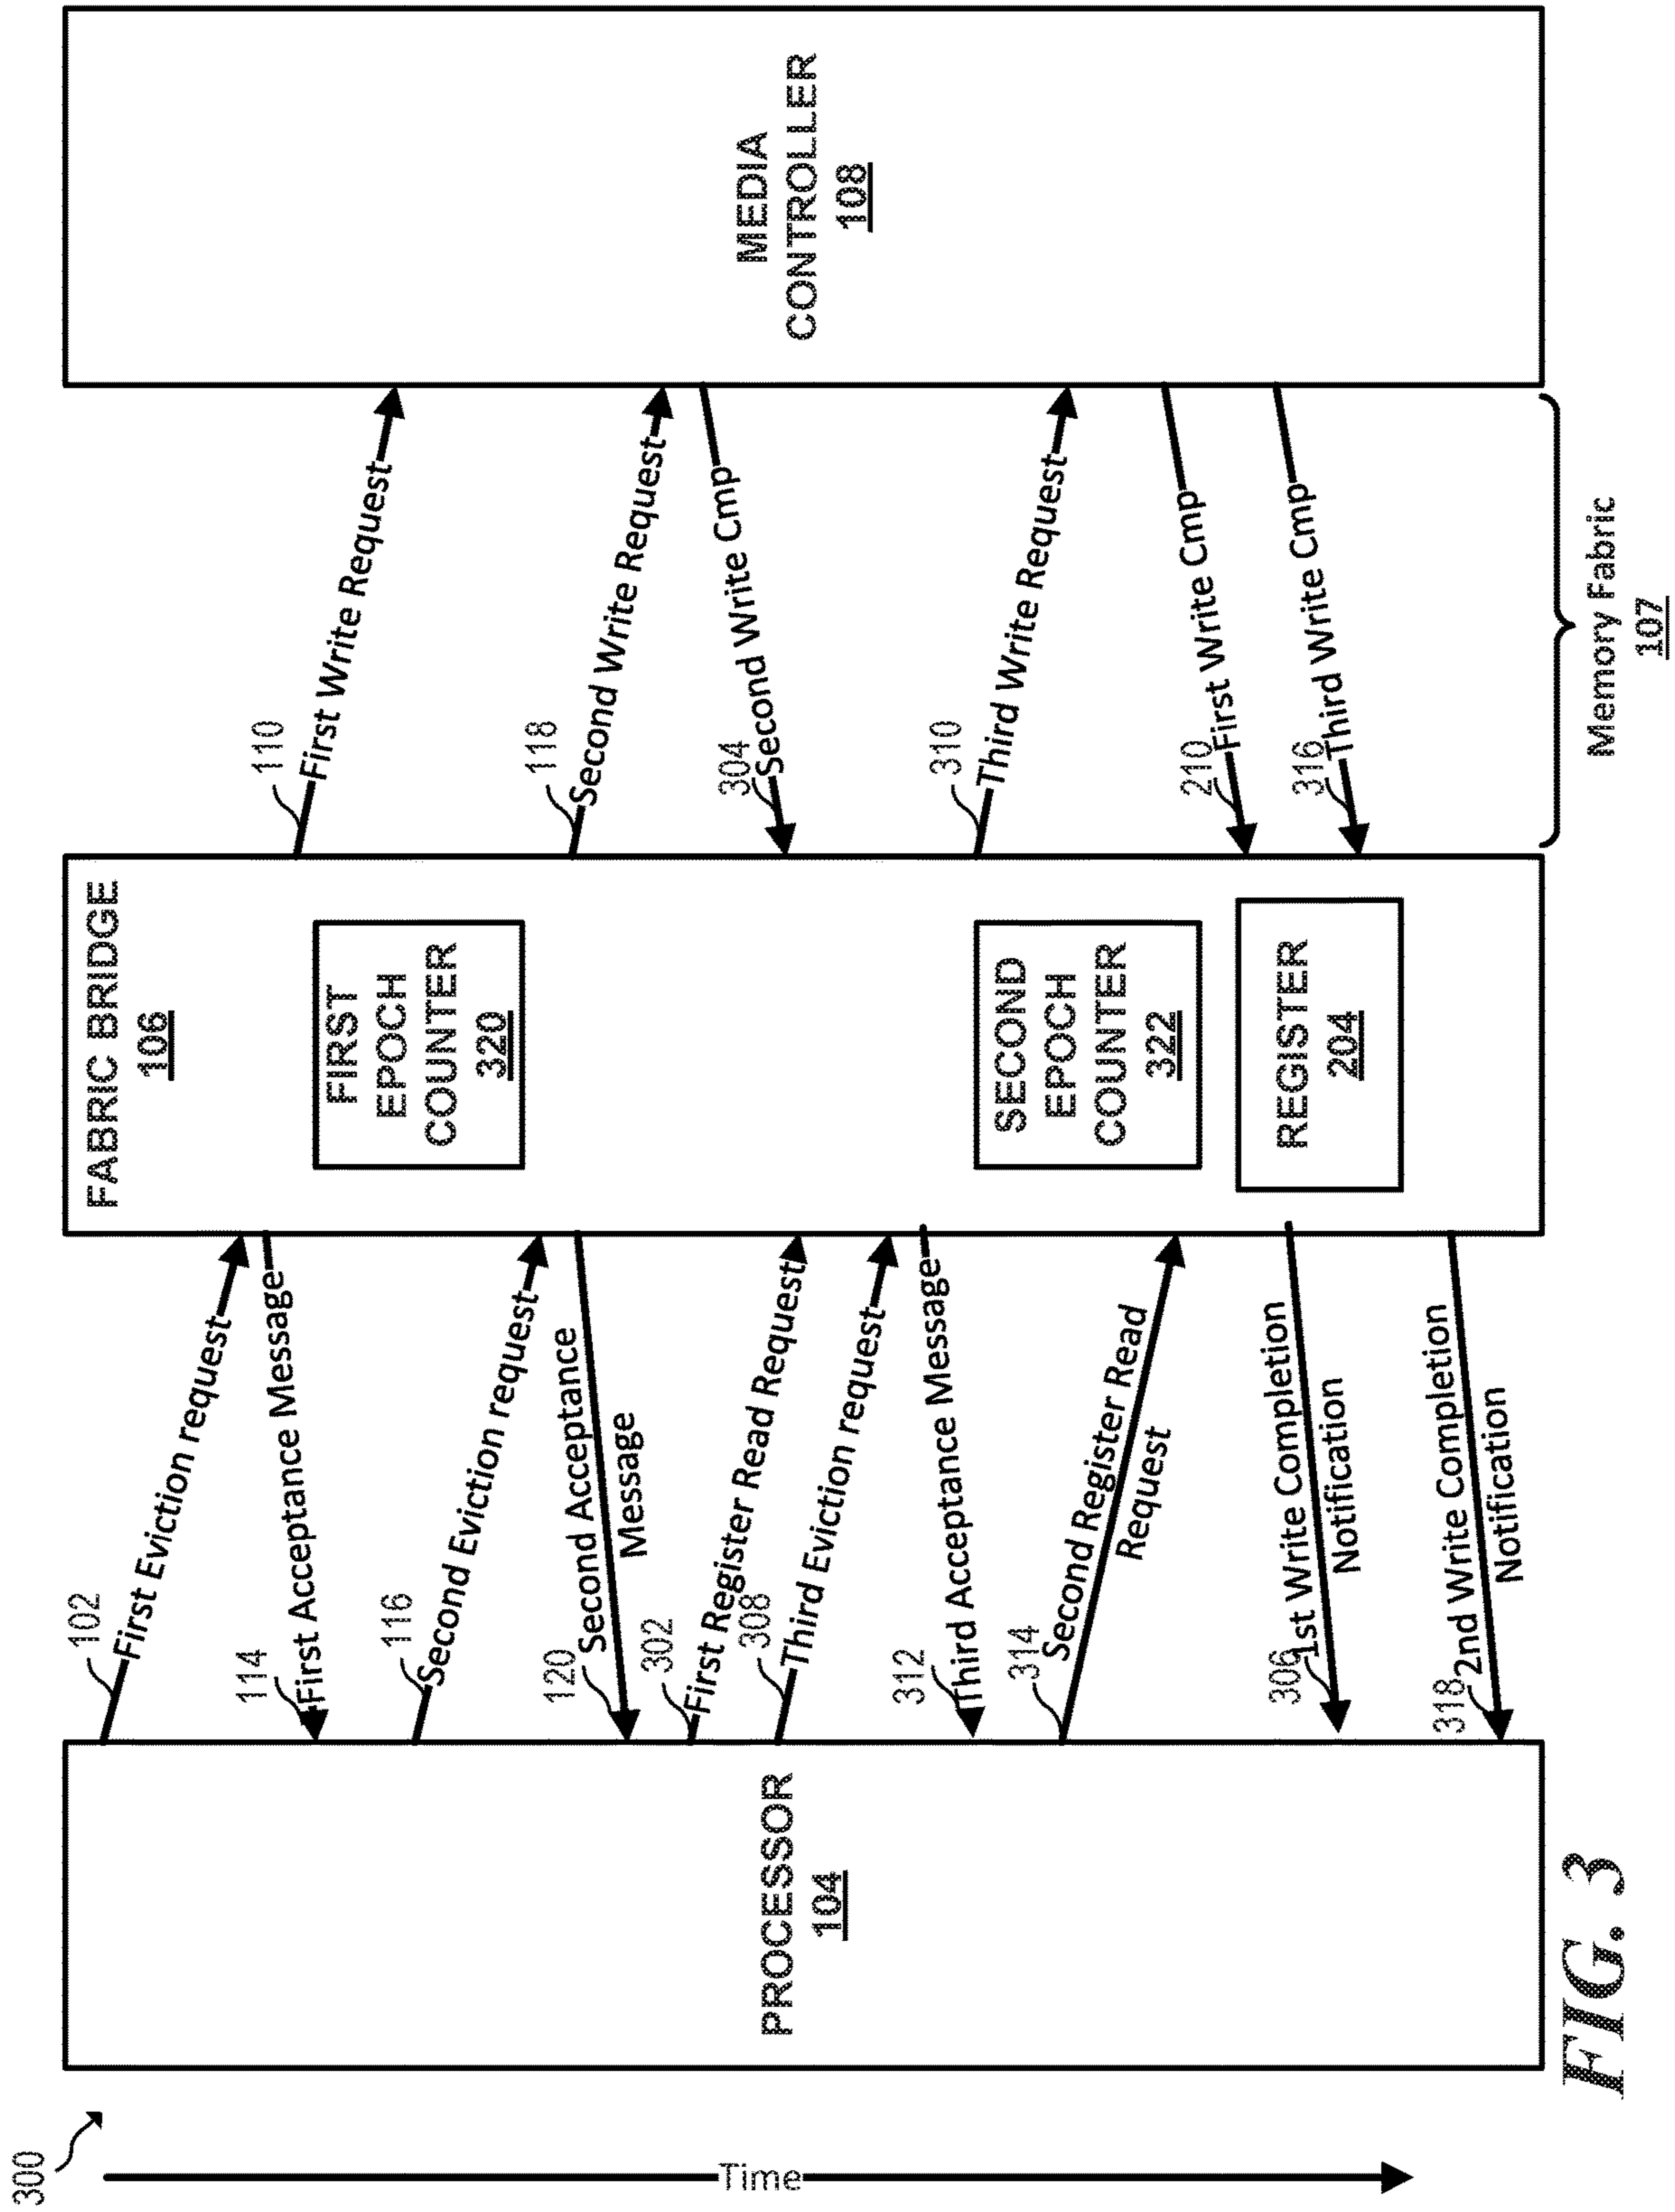 300
Time
PROCESSOR
104
102
First Eviction request
114
First Acceptance Message
116
Second Eviction request
120
Second Acceptance
Message
302
First Register Read Request
308
Third Eviction request
312
Third Acceptance Message
314
Second Register Read
Request
306
1st Write Completion
Notification
318
2nd Write Completion
Notification
FABRIC BRIDGE
106
FIRST
EPOCH
COUNTER
320
SECOND
EPOCH
COUNTER
322
REGISTER
204
110
First Write Request
118
Second Write Request
304
Second Write Cmp
310
Third Write Request
210
First Write Cmp
316
Third Write Cmp
MEDIA
CONTROLLER
108
Memory Fabric
107
FIG. 3